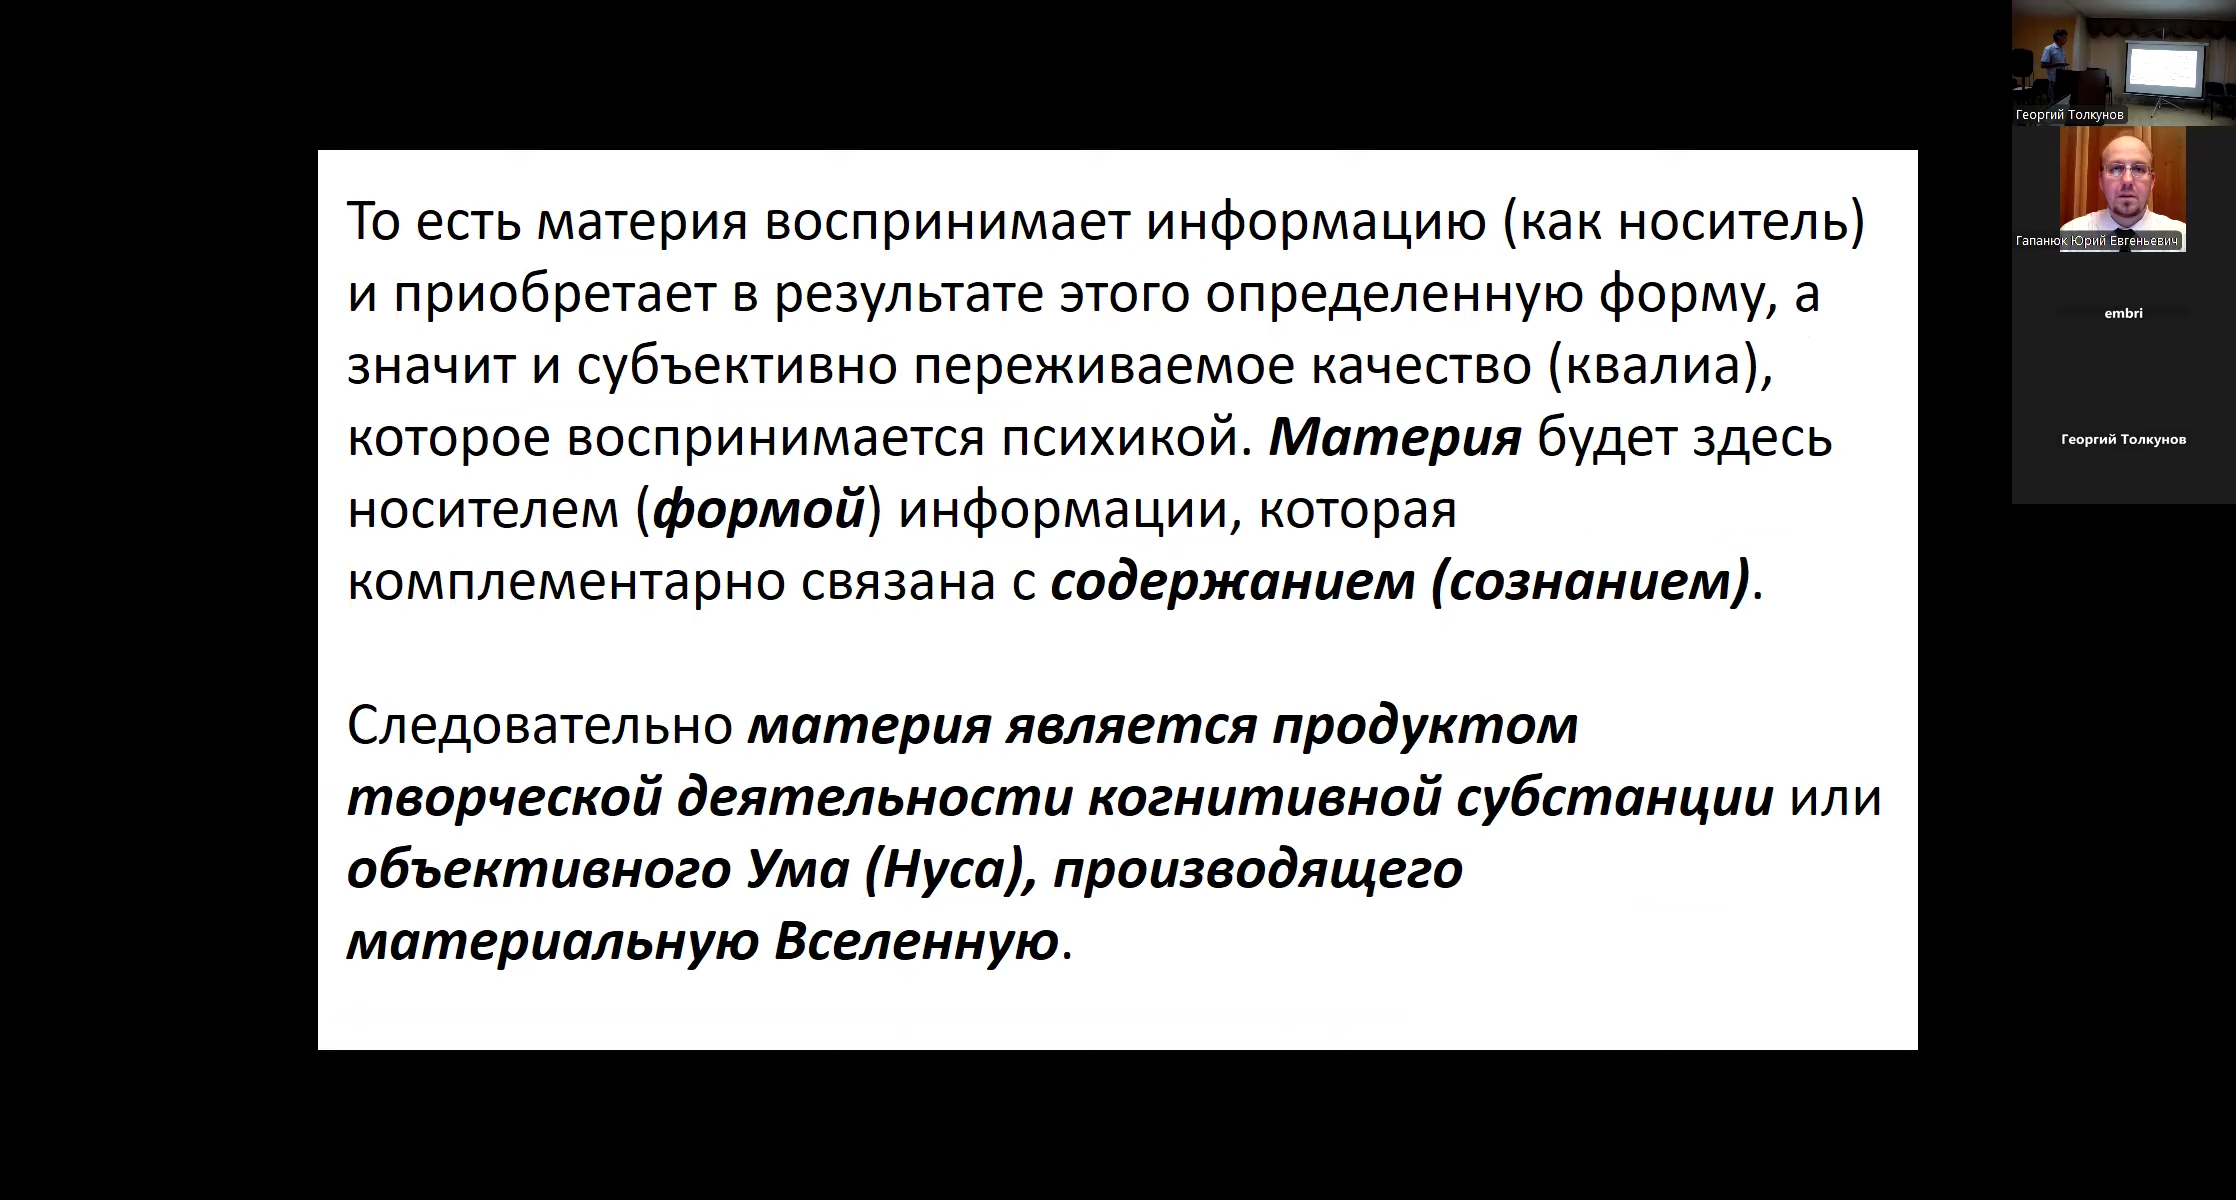 То есть материя воспринимает информацию (как носитель)
и приобретает в результате этого определенную форму, а
значит и субъективно переживаемое качество (квалиа),
которое воспринимается психикой. Материя будет здесь
носителем (формой) информации, которая
комплементарно связана с содержанием (сознанием).
Следовательно материя является продуктом
творческой деятельности когнитивной субстанции или
объективного Ума (Нуса), производящего
материальную Вселенную.
Георгий Толкунов
Гапанюк Юрий Евгеньевич
embri
Георгий Толкунов